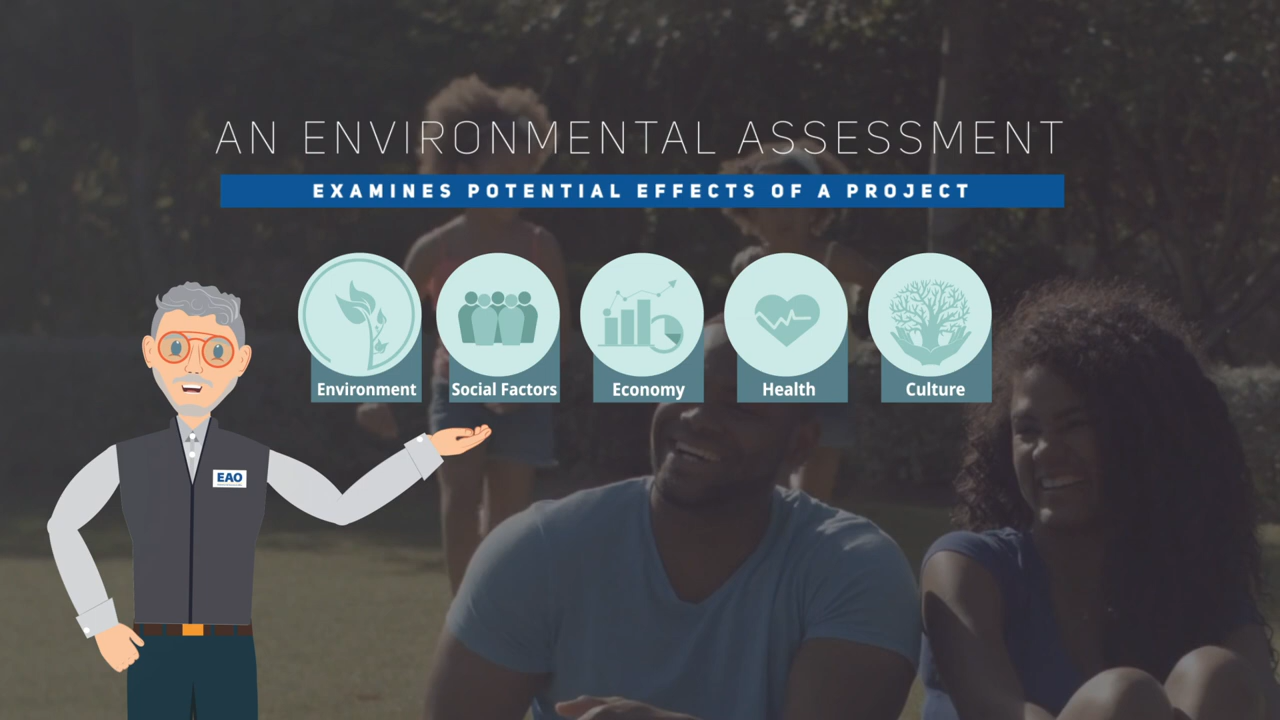 AN ENVIRONMENTAL ASSESSMENT
EXAMINES POTENTIAL EFFECTS OF A PROJECT
Environment
Social Factors
Economy
Health
Culture
EAO